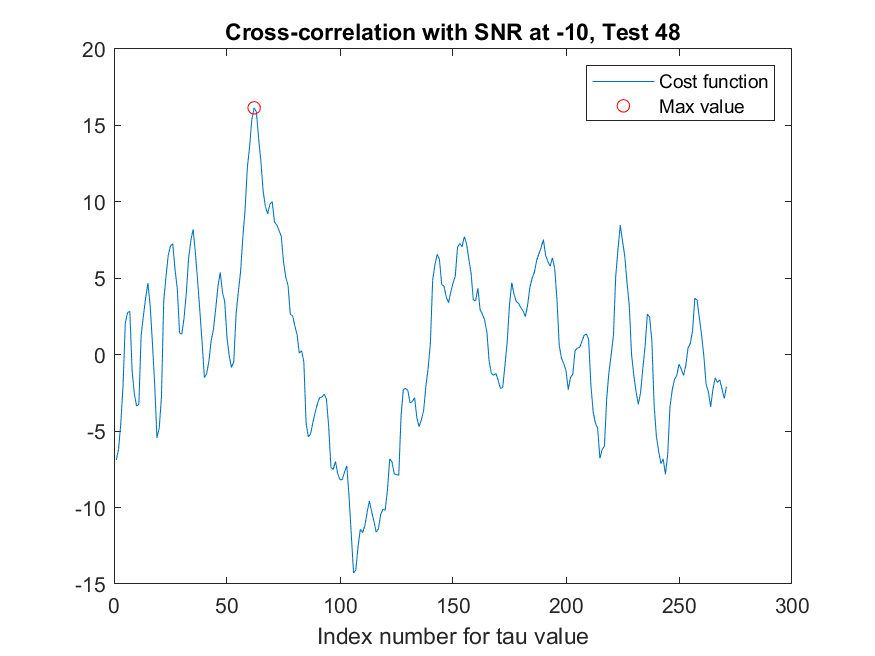 Cross-correlation with SNR at -10, Test 48
20
Cost function
Max value
15
10
5
0
-5
-10
-15
0 50 100 150 200 250 300
Index number for tau value